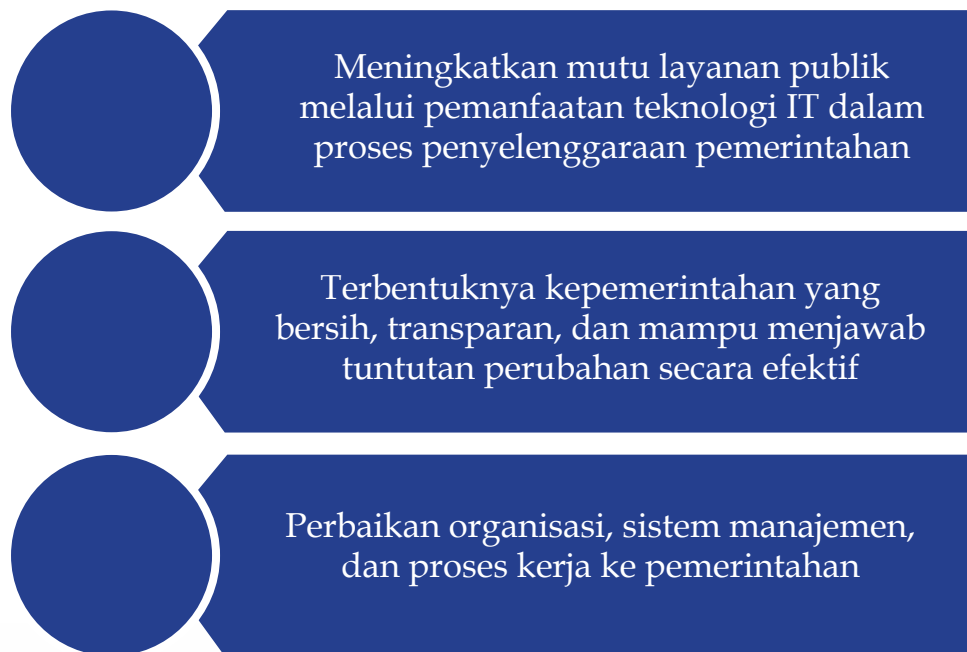 Meningkatkan mutu layanan publik
melalui pemanfaatan teknologi IT dalam
proses penyelenggaraan pemerintahan
Terbentuknya kepemerintahan yang
bersih, transparan, dan mampu menjawab
tuntutan perubahan secara efektif
Perbaikan organisasi, sistem manajemen,
dan proses kerja ke pemerintahan